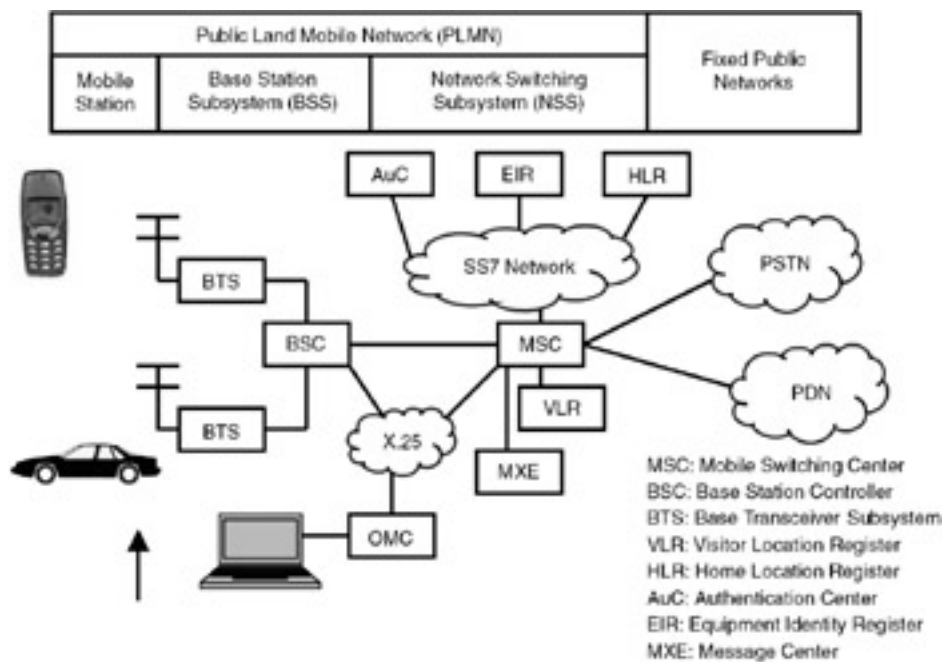 Public Land Mobile Network (PLMN)
Fixed Public
Networks
Mobile
Station
Base Station
Subsystem (BSS)
Network Switching
Subsystem (NSS)
AuC
EIR
HLR
SS7 Network
PSTN
BTS
BSC
MSC
PDN
VLR
BTS
X.25
MXE
OMC
MSC: Mobile Switching Center
BSC: Base Station Controller
BTS: Base Transceiver Subsystem
VLR: Visitor Location Register
HLR: Home Location Register
AuC: Authentication Center
EIR: Equipment Identity Register
MXE: Message Center